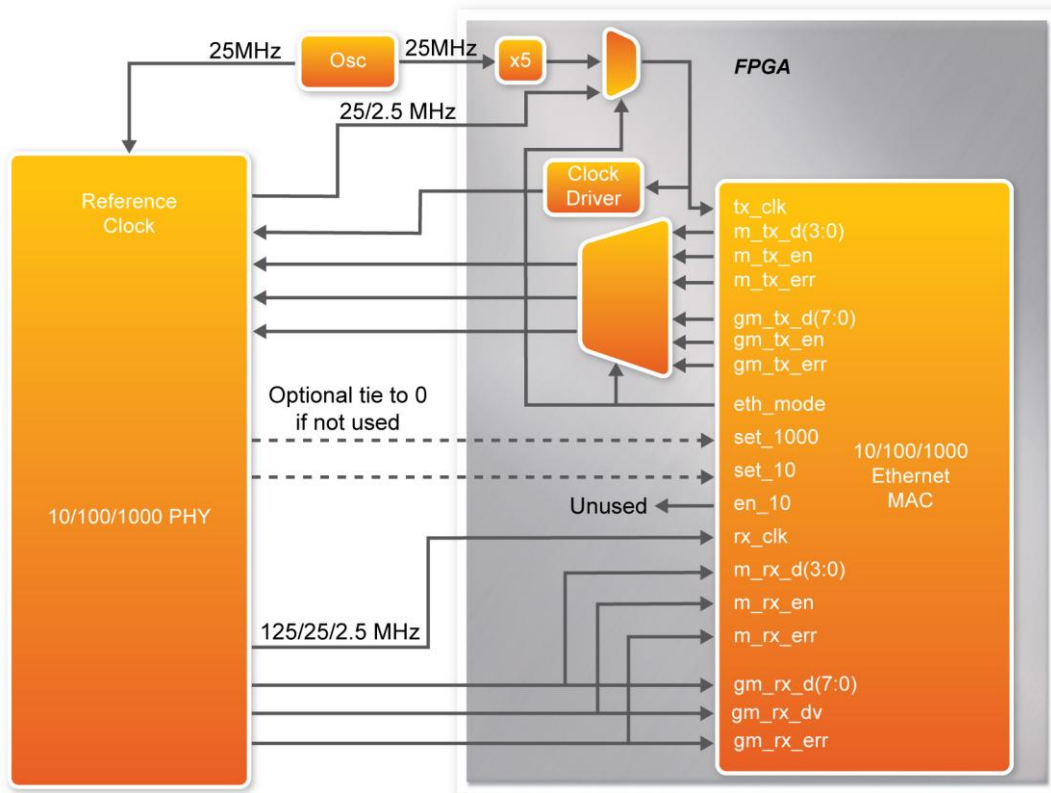 25MHz
Osc
25MHz
x5
FPGA
25/2.5 MHz
Reference
Clock
Clock
Driver
tx_clk
m_tx_d(3:0)
m_tx_en
m_tx_err
gm_tx_d(7:0)
gm_tx_en
gm_tx_err
eth_mode
Optional tie to 0
if not used
set_1000
set_10
10/100/1000
Ethernet
MAC
Unused
en_10
10/100/1000 PHY
rx_clk
m_rx_d(3:0)
m_rx_en
m_rx_err
125/25/2.5 MHz
gm_rx_d(7:0)
gm_rx_dv
gm_rx_err